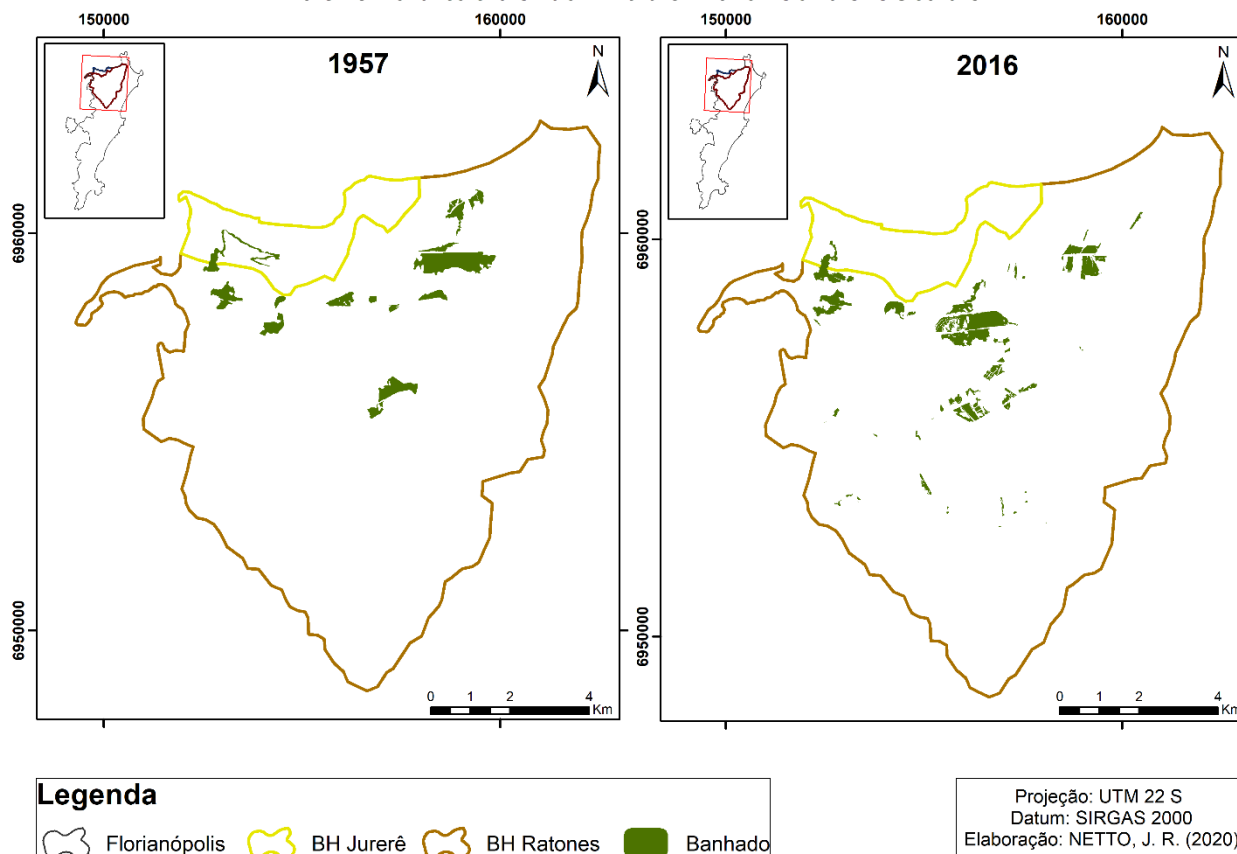 150000
160000
150000
160000
N
1957
N
2016
6960000
6960000
6950000
6950000
0 1 2 4
Km
0 1 2 4
Km
Legenda
Florianópolis
BH Jurerê
BH Ratones
Banhado
Projeção: UTM 22 S
Datum: SIRGAS 2000
Elaboração: NETTO, J. R. (2020)